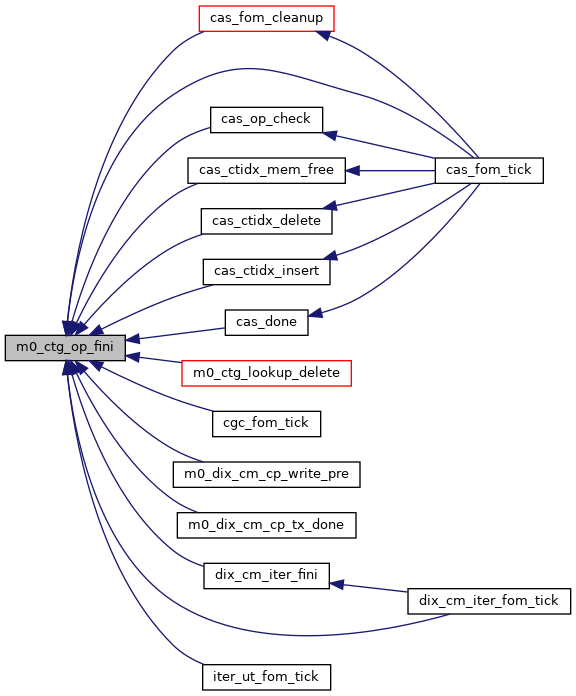 cas_fom_cleanup
cas_op_check
cas_ctidx_mem_free
cas_fom_tick
cas_ctidx_delete
cas_ctidx_insert
cas_done
m0_ctg_op_fini
m0_ctg_lookup_delete
cgc_fom_tick
m0_dix_cm_cp_write_pre
m0_dix_cm_cp_tx_done
dix_cm_iter_fini
dix_cm_iter_fom_tick
iter_ut_fom_tick